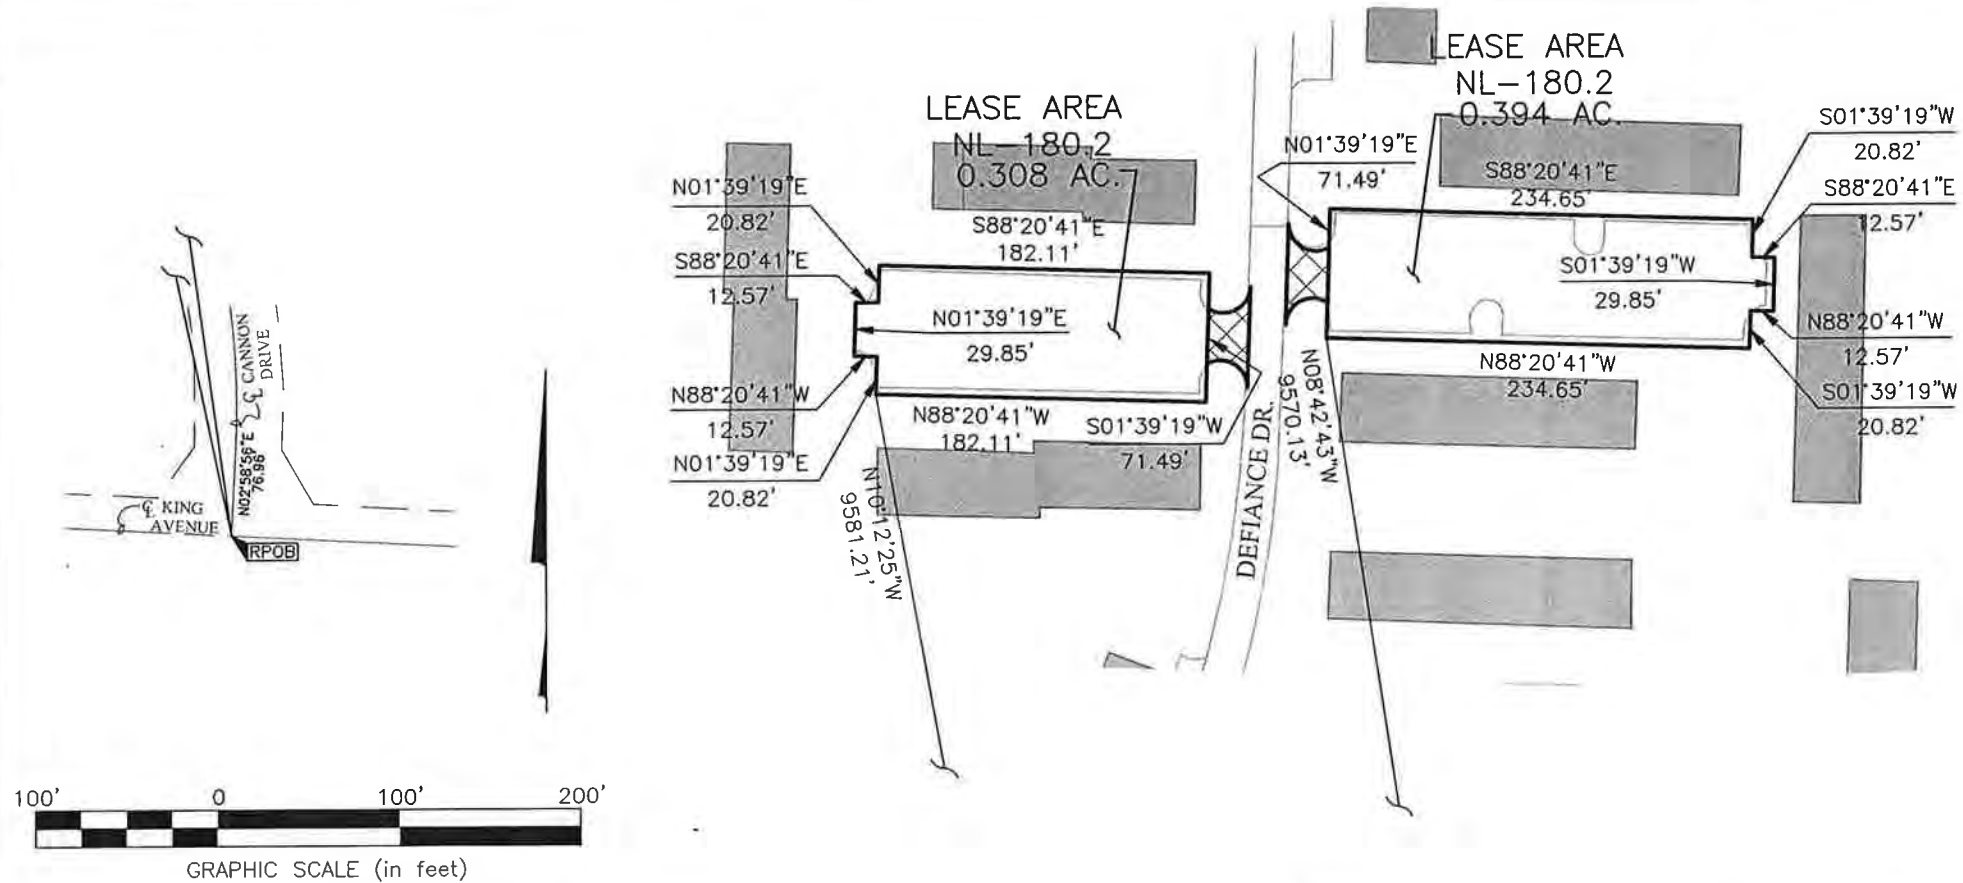 LEASE AREA
NL-180.2
0.308 AC.
LEASE AREA
NL-180.2
0.394 AC.
N01°39'19"E
20.82'
S88°20'41"E
12.57'
N88°20'41"W
12.57'
N01°39'19"E
20.82'
S88°20'41"E
182.11'
N01°39'19"E
29.85'
N88°20'41"W
182.11'
S01°39'19"W
71.49'
N10°12'25"W
9581.21'
DEFIANCE DR.
N01°39'19"E
71.49'
S88°20'41"E
234.65'
S01°39'19"W
29.85'
N88°20'41"W
234.65'
N08°42'43"W
9570.13'
S01°39'19"W
20.82'
S88°20'41"E
12.57'
N88°20'41"W
12.57'
S01°39'19"W
20.82'
℄ CANNON
DRIVE
N02°58'56"E
76.96'
℄ KING
AVENUE
RPOB
100' 0 100' 200'
GRAPHIC SCALE (in feet)